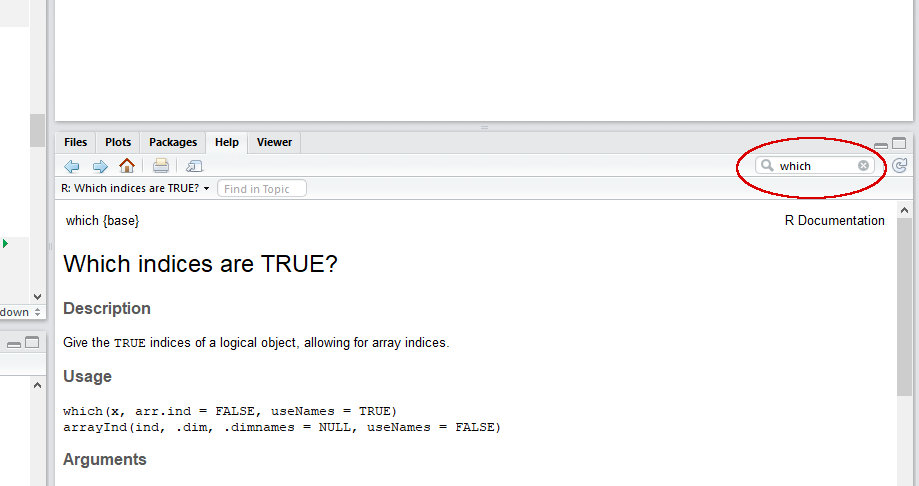 Files Plots Packages Help Viewer
which
R: Which indices are TRUE? Find in Topic
which {base} R Documentation
Which indices are TRUE?
Description
Give the TRUE indices of a logical object, allowing for array indices.
Usage
which(x, arr.ind = FALSE, useNames = TRUE)
arrayInd(ind, .dim, .dimnames = NULL, useNames = FALSE)
down
Arguments